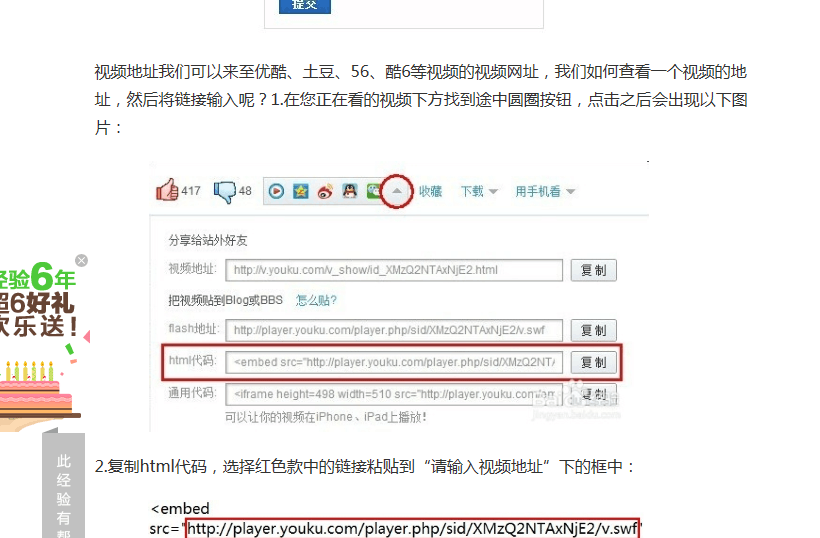 提交
视频地址我们可以来至优酷、土豆、56、酷6等视频的视频网址，我们如何查看一个视频的地
址，然后将链接输入呢？1.在您正在看的视频下方找到途中圆圈按钮，点击之后会出现以下图
片：
417 48 收藏 下载 用手机看
分享给站外好友
视频地址: http://v.youku.com/v_show/id_XMzQ2NTAxNjE2.html 复制
把视频贴到Blog或BBS 怎么贴?
flash地址: http://player.youku.com/player.php/sid/XMzQ2NTAxNjE2/v.swf 复制
html代码: <embed src="http://player.youku.com/player.php/sid/XMzQ2NTA 复制
通用代码: <iframe height=498 width=510 src="http://player.youku.com 复制
可以让你的视频在iPhone、iPad上播放!
jingyan.baidu.com
经验6年
超6好礼
欢乐送！
2.复制html代码，选择红色款中的链接粘贴到“请输入视频地址”下的框中：
<embed
src="http://player.youku.com/player.php/sid/XMzQ2NTAxNjE2/v.swf"
此
经
验
有
帮